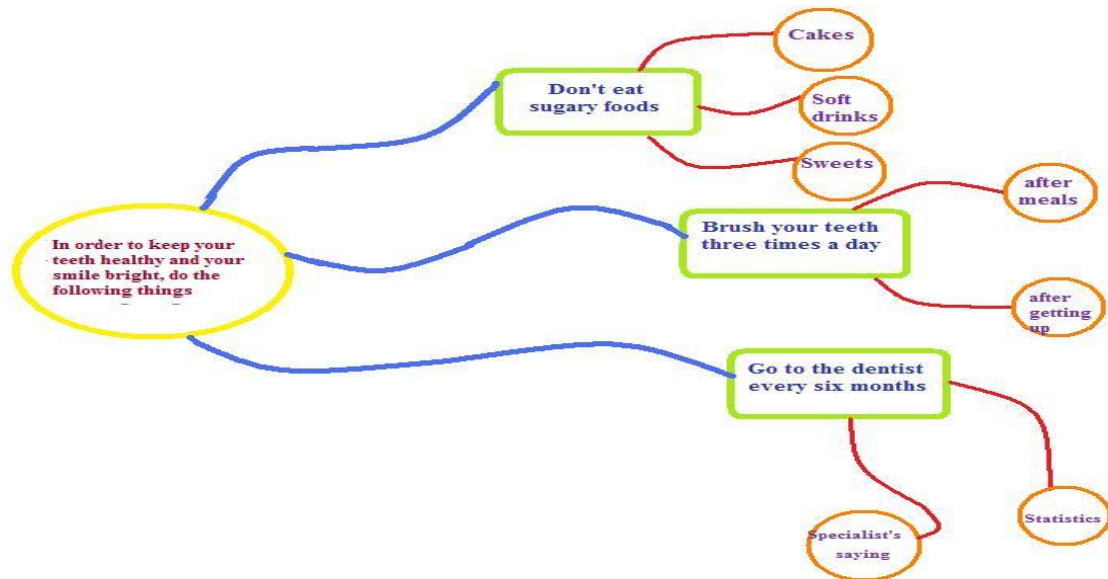 Cakes
Don't eat
sugary foods
Soft
drinks
Sweets
after
meals
Brush your teeth
three times a day
In order to keep your
teeth healthy and your
smile bright, do the
following things
after
getting
up
Go to the dentist
every six months
Statistics
Specialist's
saying